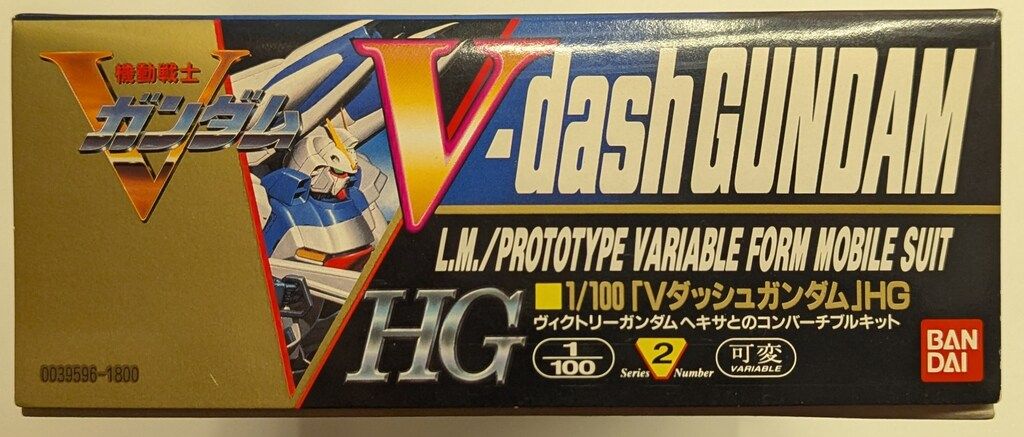 機動戦士
Vガンダム
V-dash GUNDAM
L.M./PROTOTYPE VARIABLE FORM MOBILE SUIT
1/100「Vダッシュガンダム」HG
ヴィクトリーガンダム ヘキサとのコンバーチブルキット
HG
1/100
Series 2 Number
可変
VARIABLE
BAN
DAI
0039596-1800